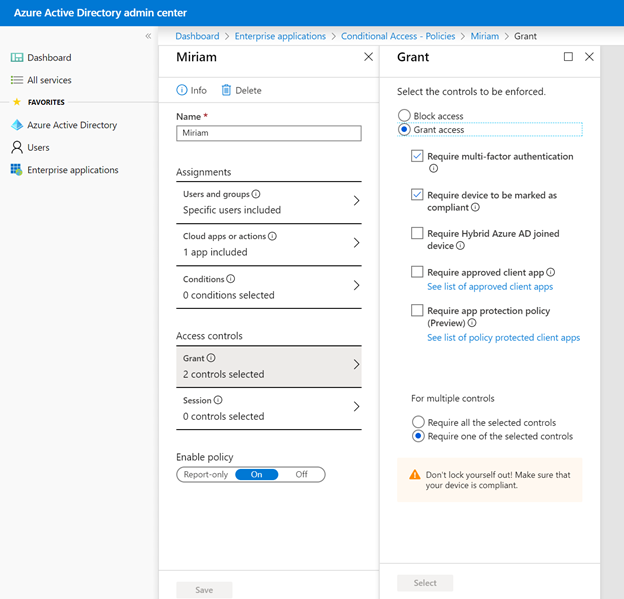 Azure Active Directory admin center
«
Dashboard
All services
FAVORITES
Azure Active Directory
Users
Enterprise applications
Dashboard > Enterprise applications > Conditional Access - Policies > Miriam > Grant
Miriam
Info Delete
Name *
Miriam
Assignments
Users and groups
Specific users included
Cloud apps or actions
1 app included
Conditions
0 conditions selected
Access controls
Grant
2 controls selected
Session
0 controls selected
Enable policy
Report-only On Off
Save
Grant
Select the controls to be enforced.
Block access
Grant access
Require multi-factor authentication
Require device to be marked as
compliant
Require Hybrid Azure AD joined
device
Require approved client app
See list of approved client apps
Require app protection policy
(Preview)
See list of policy protected client apps
For multiple controls
Require all the selected controls
Require one of the selected controls
Don't lock yourself out! Make sure that
your device is compliant.
Select